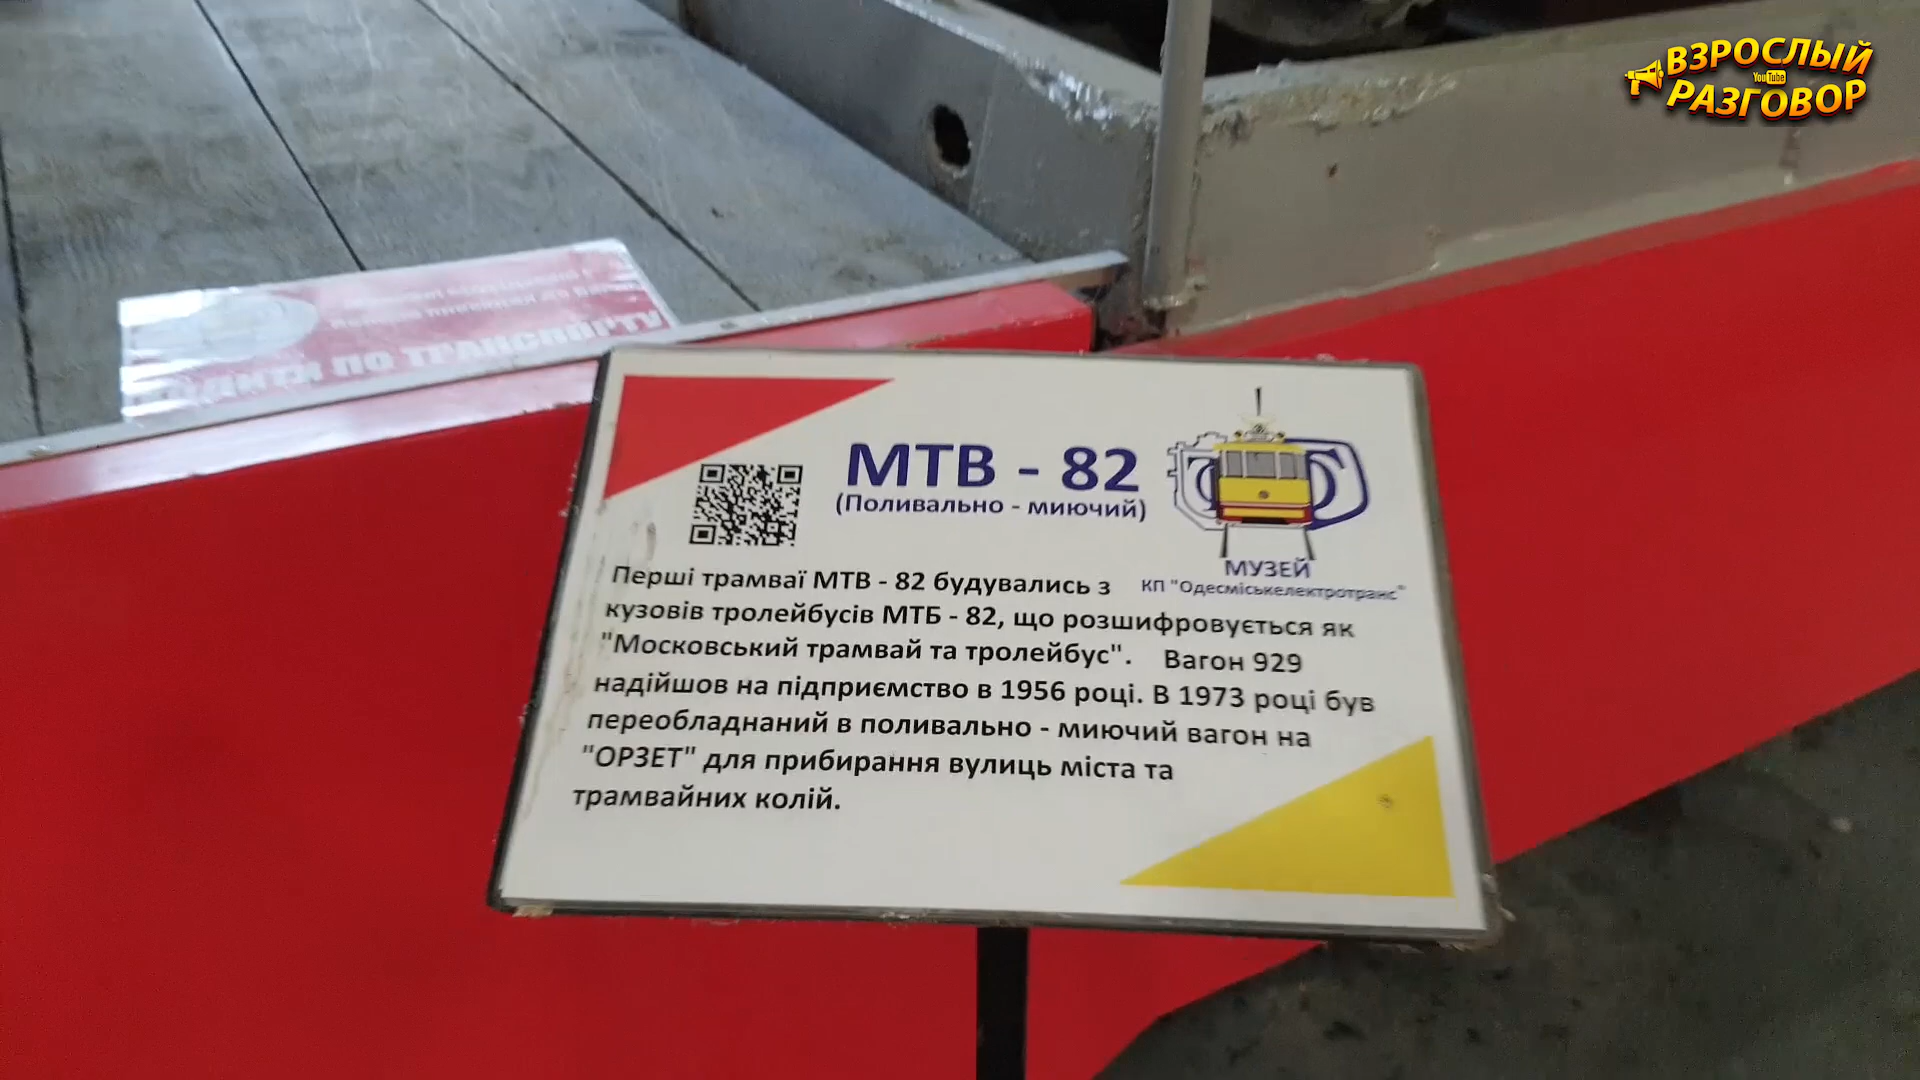 ВЗРОСЛЫЙ
YouTube
РАЗГОВОР
ПО ТРАНСПОРТУ
МТВ - 82
(Поливально - миючий)
МУЗЕЙ
КП "Одесміськелектротранс"
Перші трамваї МТВ - 82 будувались з
кузовів тролейбусів МТБ - 82, що розшифровується як
"Московський трамвай та тролейбус". Вагон 929
надійшов на підприємство в 1956 році. В 1973 році був
переобладнаний в поливально - миючий вагон на
"ОРЗЕТ" для прибирання вулиць міста та
трамвайних колій.